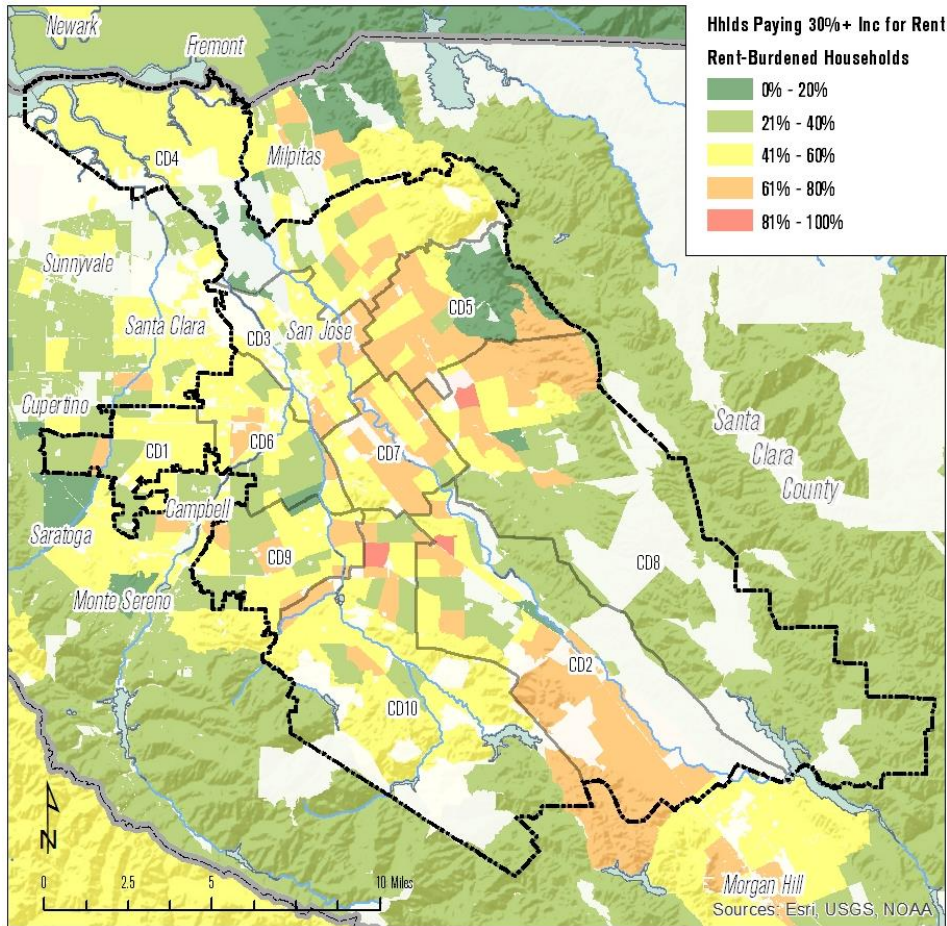 Hhlds Paying 30%+ Inc for Rent
Rent-Burdened Households
0% - 20%
21% - 40%
41% - 60%
61% - 80%
81% - 100%
Newark
Fremont
CD4
Milpitas
Sunnyvale
Santa Clara
CD3
San Jose
CD5
Cupertino
CD1
CD6
CD7
Santa
Clara
County
Campbell
Saratoga
CD9
CD8
Monte Sereno
CD2
CD10
N
0 2.5 5 10 Miles
Morgan Hill
Sources: Esri, USGS, NOAA